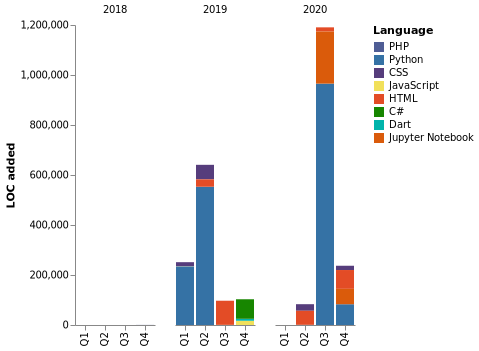 2018 2019 2020
1,200,000
1,000,000
800,000
600,000
400,000
200,000
0
LOC added
Q1 Q2 Q3 Q4 Q1 Q2 Q3 Q4 Q1 Q2 Q3 Q4
Language
PHP
Python
CSS
JavaScript
HTML
C#
Dart
Jupyter Notebook